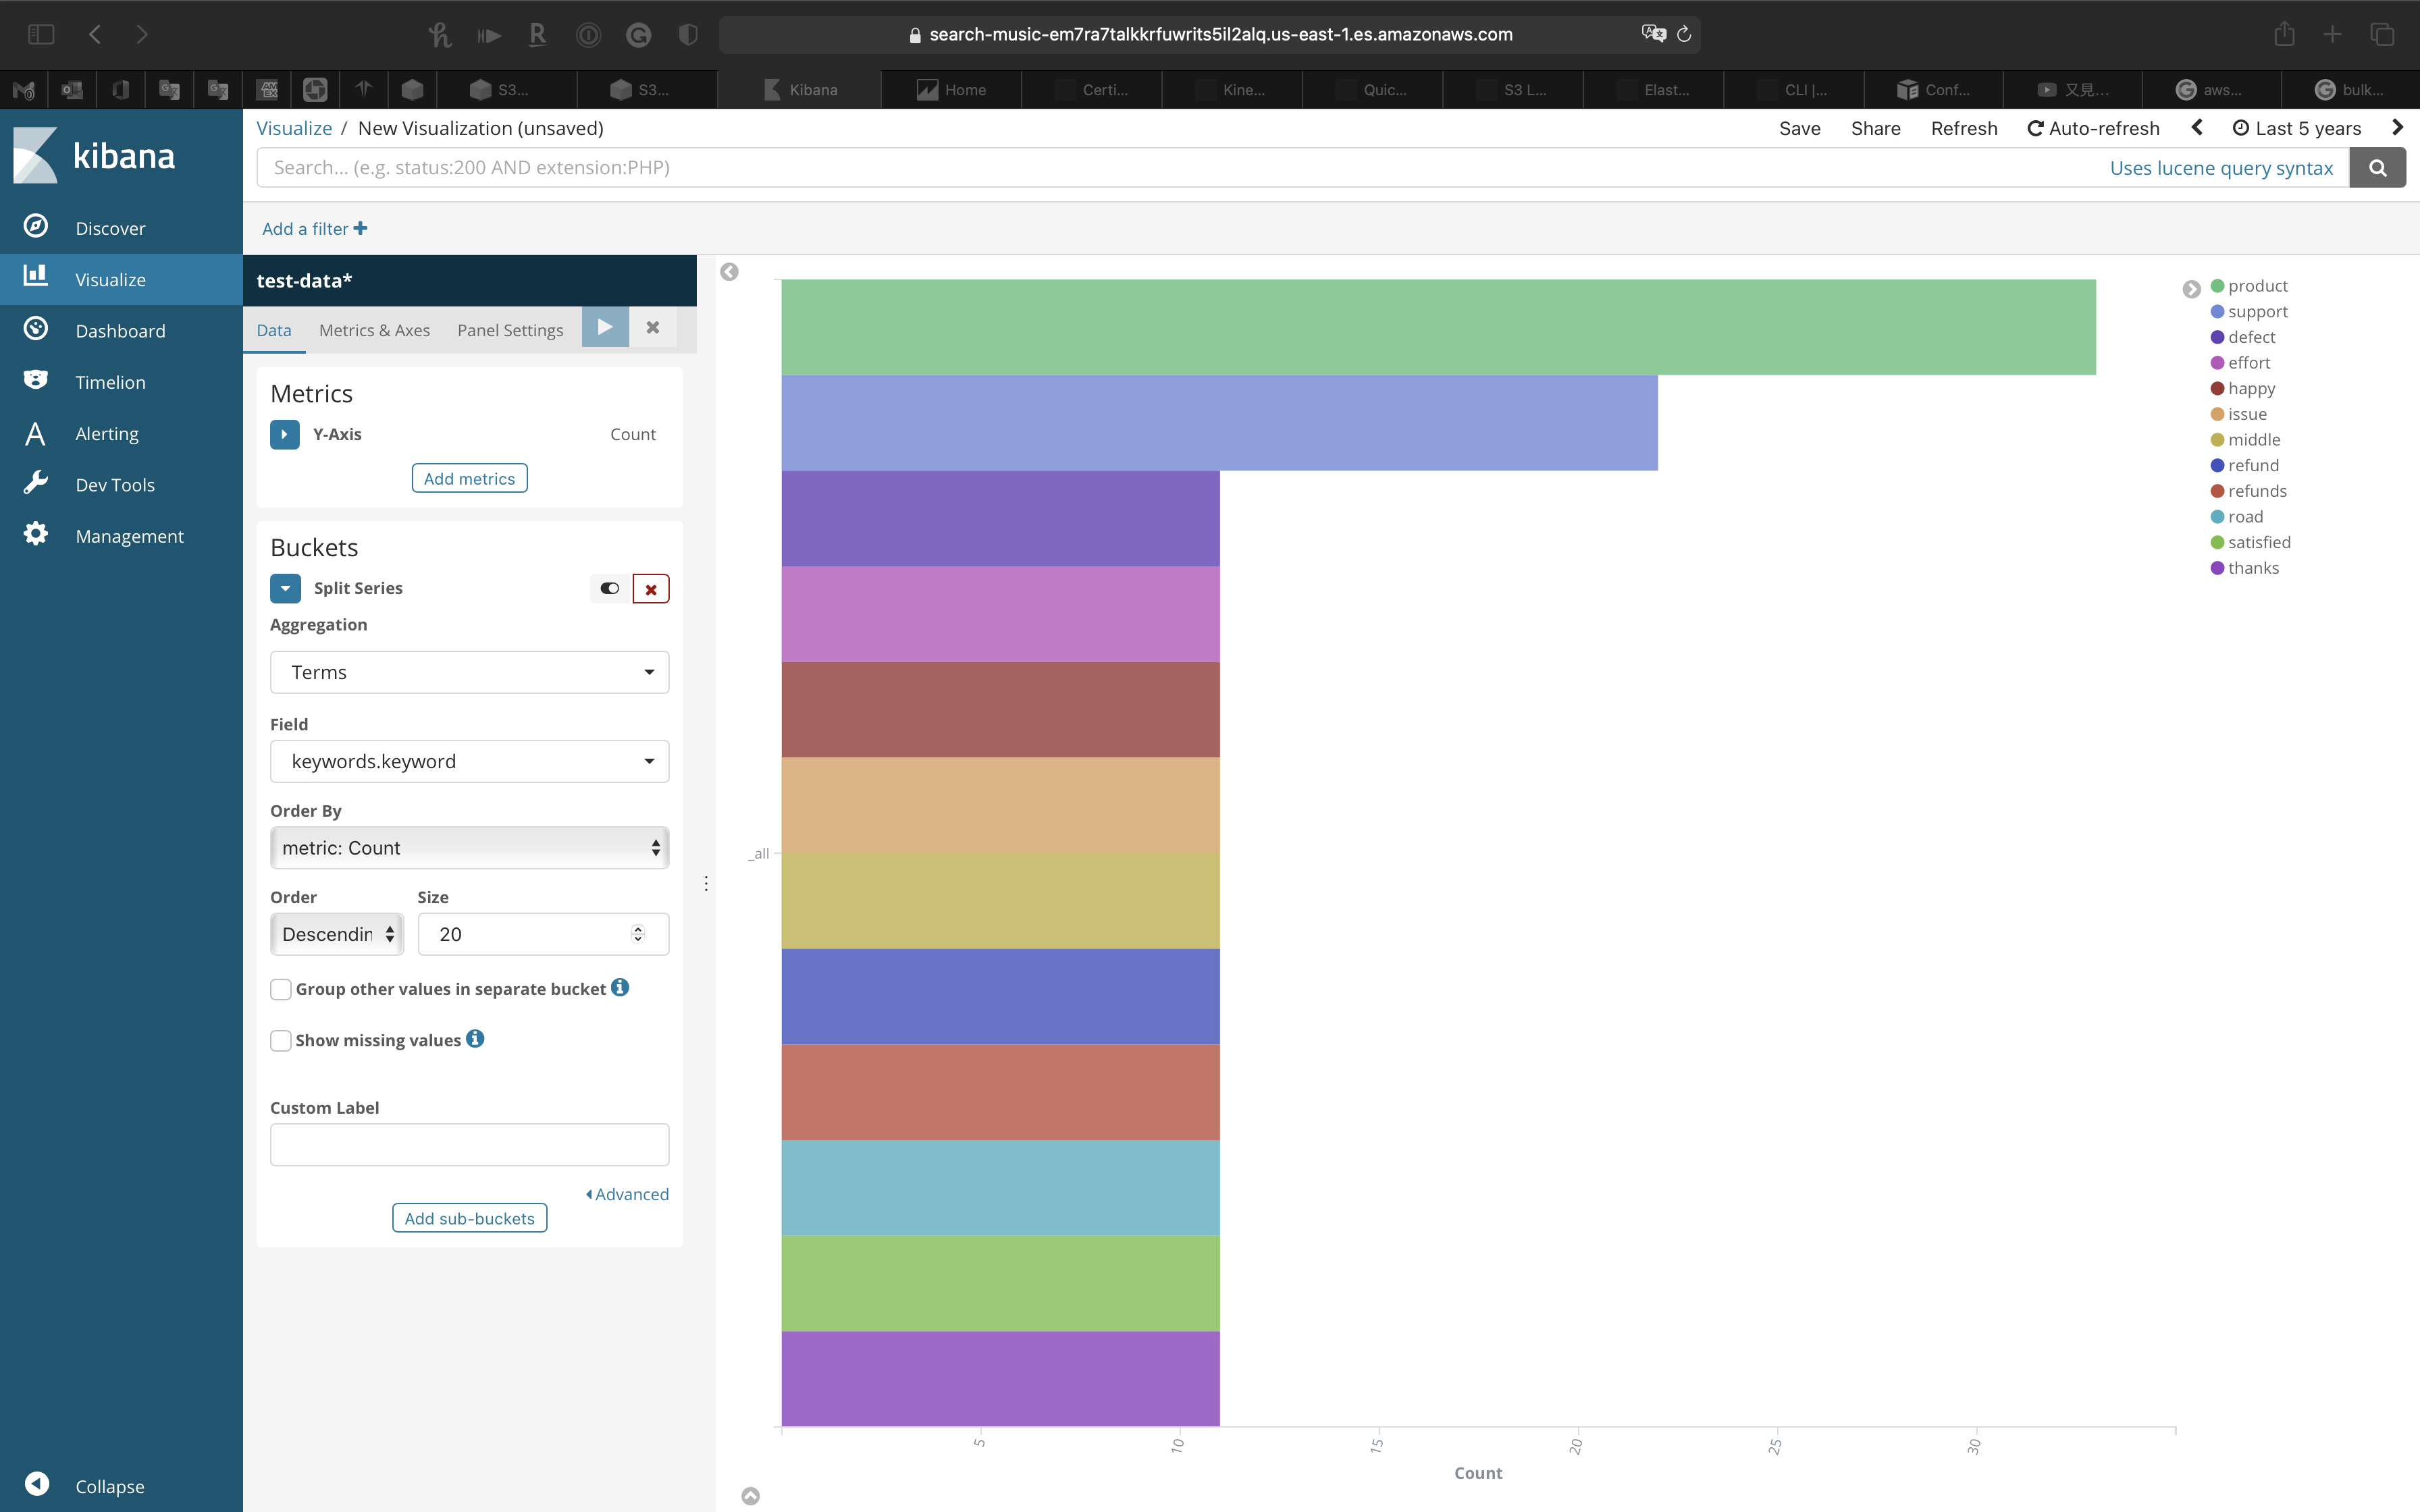 search-music-em7ra7talkkrfuwrits5il2alq.us-east-1.es.amazonaws.com
S3...
S3...
Kibana
Home
Certi...
Kine...
Quic...
S3 L...
Elast...
CLI |...
Conf...
又見...
aws...
bulk...
kibana
Discover
Visualize
Dashboard
Timelion
Alerting
Dev Tools
Management
Collapse
Visualize / New Visualization (unsaved)
Save
Share
Refresh
Auto-refresh
Last 5 years
Search... (e.g. status:200 AND extension:PHP)
Uses lucene query syntax
Add a filter
test-data*
Data
Metrics & Axes
Panel Settings
Metrics
Y-Axis
Count
Add metrics
Buckets
Split Series
Aggregation
Terms
Field
keywords.keyword
Order By
metric: Count
Order
Size
Descendin
20
Group other values in separate bucket
Show missing values
Custom Label
Advanced
Add sub-buckets
_all
5
10
15
20
25
30
Count
product
support
defect
effort
happy
issue
middle
refund
refunds
road
satisfied
thanks